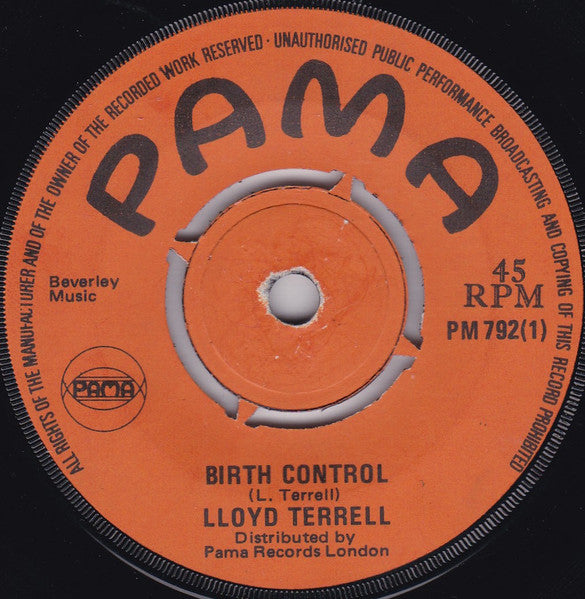 ALL RIGHTS OF THE MANUFACTURER AND OF THE OWNER OF THE RECORDED WORK RESERVED · UNAUTHORISED PUBLIC PERFORMANCE BROADCASTING AND COPYING OF THIS RECORD PROHIBITED
PAMA
Beverley
Music
45
RPM
PM 792(1)
PAMA
BIRTH CONTROL
(L. Terrell)
LLOYD TERRELL
Distributed by
Pama Records London